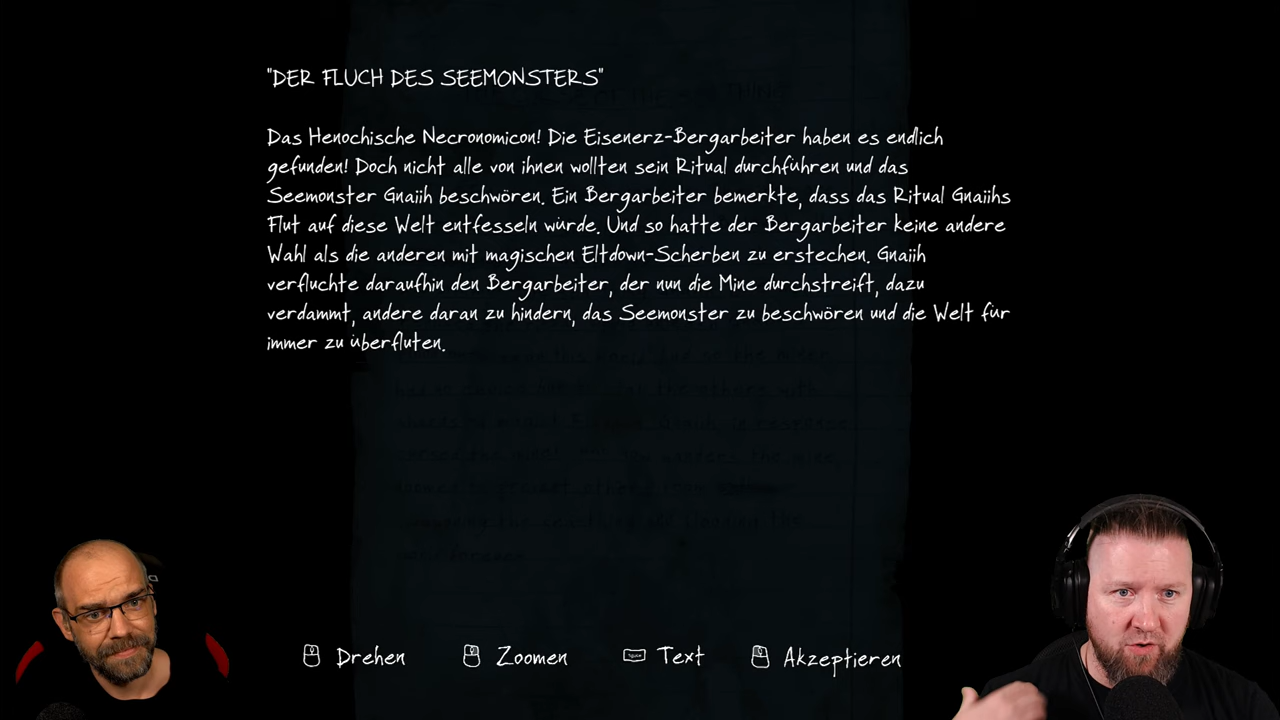 "DER FLUCH DES SEEMONSTERS"
Das Henochische Necronomicon! Die Eisenerz-Bergarbeiter haben es endlich
gefunden! Doch nicht alle von ihnen wollten sein Ritual durchführen und das
Seemonster Gnaiih beschwören. Ein Bergarbeiter bemerkte, dass das Ritual Gnaiihs
Flut auf diese Welt entfesseln würde. Und so hatte der Bergarbeiter keine andere
Wahl als die anderen mit magischen Eltdown-Scherben zu erstechen. Gnaiih
verfluchte daraufhin den Bergarbeiter, der nun die Mine durchstreift, dazu
verdammt, andere daran zu hindern, das Seemonster zu beschwören und die Welt für
immer zu überfluten.
Drehen Zoomen Text Akzeptieren